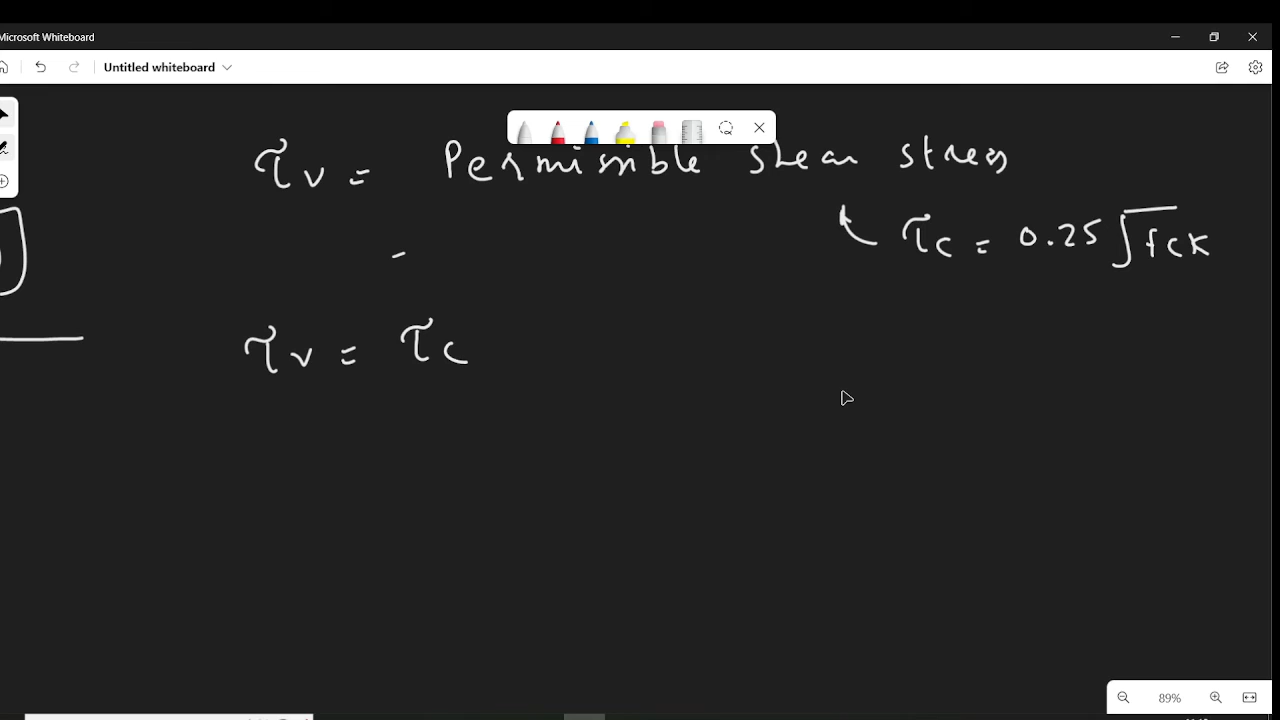 Microsoft Whiteboard
Untitled whiteboard
τv = Permissible shear stress
τc = 0.25 √fck
τv = τc
89%